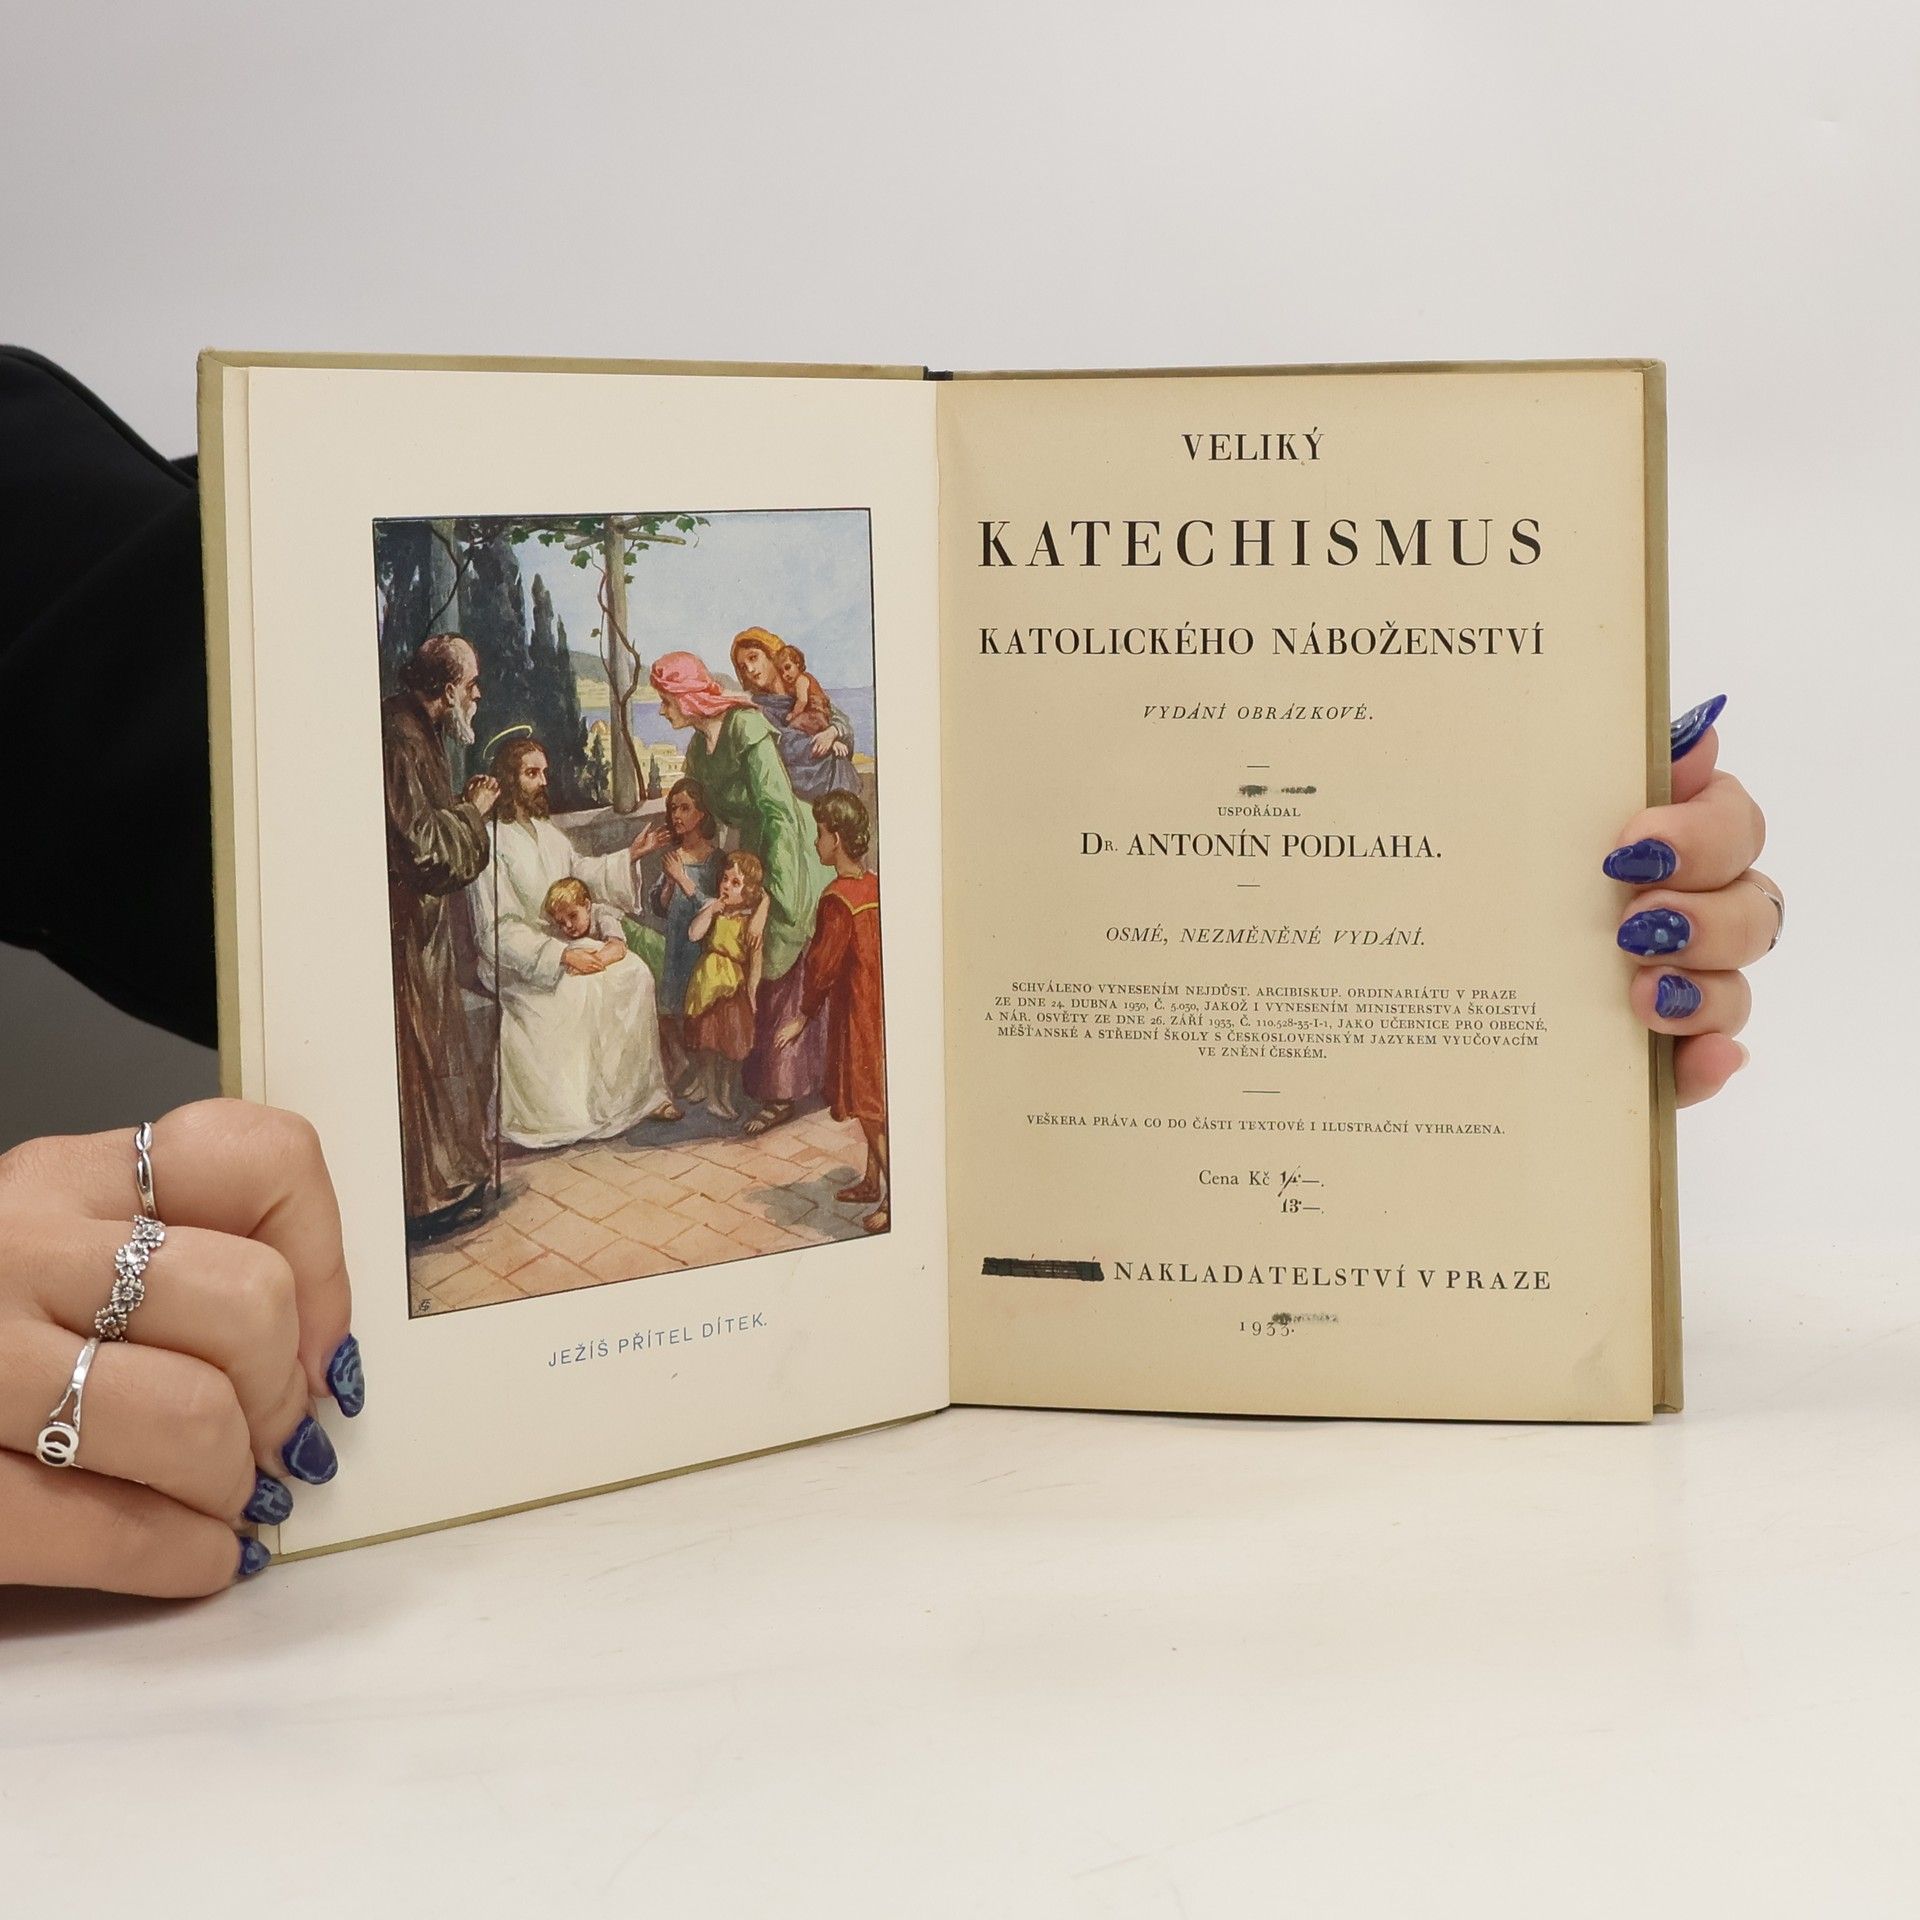 JEŽÍŠ PŘÍTEL DÍTEK.
VELIKÝ
KATECHISMUS
KATOLICKÉHO NÁBOŽENSTVÍ
VYDÁNÍ OBRÁZKOVÉ.
USPOŘÁDAL
DR. ANTONÍN PODLAHA.
OSMÉ, NEZMĚNĚNÉ VYDÁNÍ.
SCHVÁLENO VYNESENÍM NEJDŮST. ARCIBISKUP. ORDINARIÁTU V PRAZE
ZE DNE 24. DUBNA 1930, Č. 5.030, JAKOŽ I VYNESENÍM MINISTERSTVA ŠKOLSTVÍ
A NÁR. OSVĚTY ZE DNE 26. ZÁŘÍ 1933, Č. 110.528-33-I-1, JAKO UČEBNICE PRO OBECNÉ,
MĚŠŤANSKÉ A STŘEDNÍ ŠKOLY S ČESKOSLOVENSKÝM JAZYKEM VYUČOVACÍM
VE ZNĚNÍ ČESKÉM.
VEŠKERA PRÁVA CO DO ČÁSTI TEXTOVÉ I ILUSTRAČNÍ VYHRAZENA.
Cena Kč
13·—.
NAKLADATELSTVÍ V PRAZE
1933.